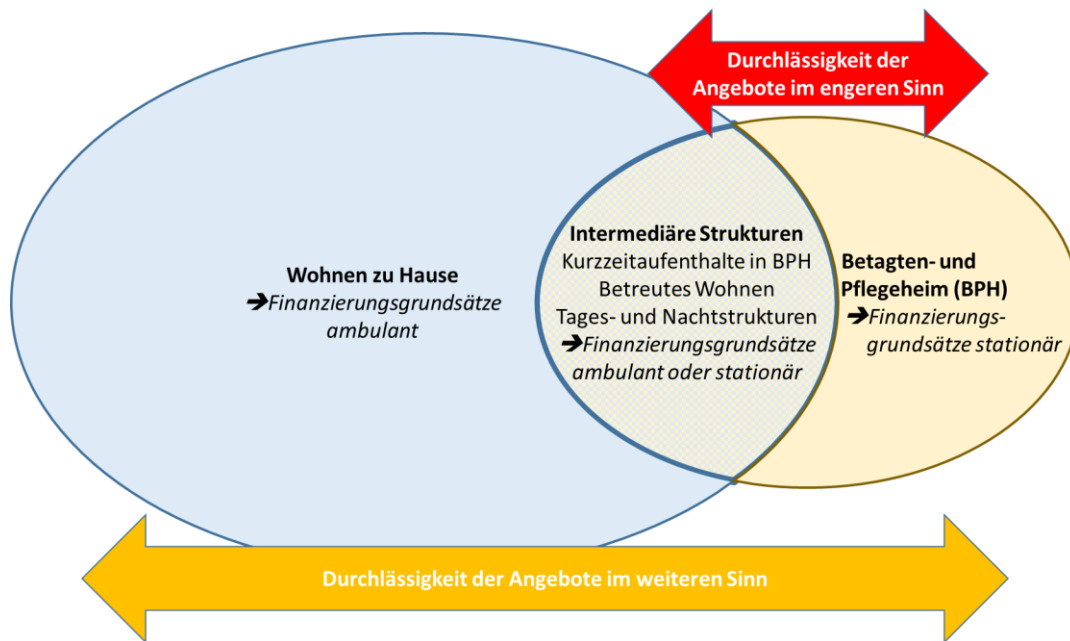 Durchlässigkeit der
Angebote im engeren Sinn
Wohnen zu Hause
➔Finanzierungsgrundsätze
ambulant
Intermediäre Strukturen
Kurzzeitaufenthalte in BPH
Betreutes Wohnen
Tages- und Nachtstrukturen
➔Finanzierungsgrundsätze
ambulant oder stationär
Betagten- und
Pflegeheim (BPH)
➔Finanzierungs-
grundsätze stationär
Durchlässigkeit der Angebote im weiteren Sinn